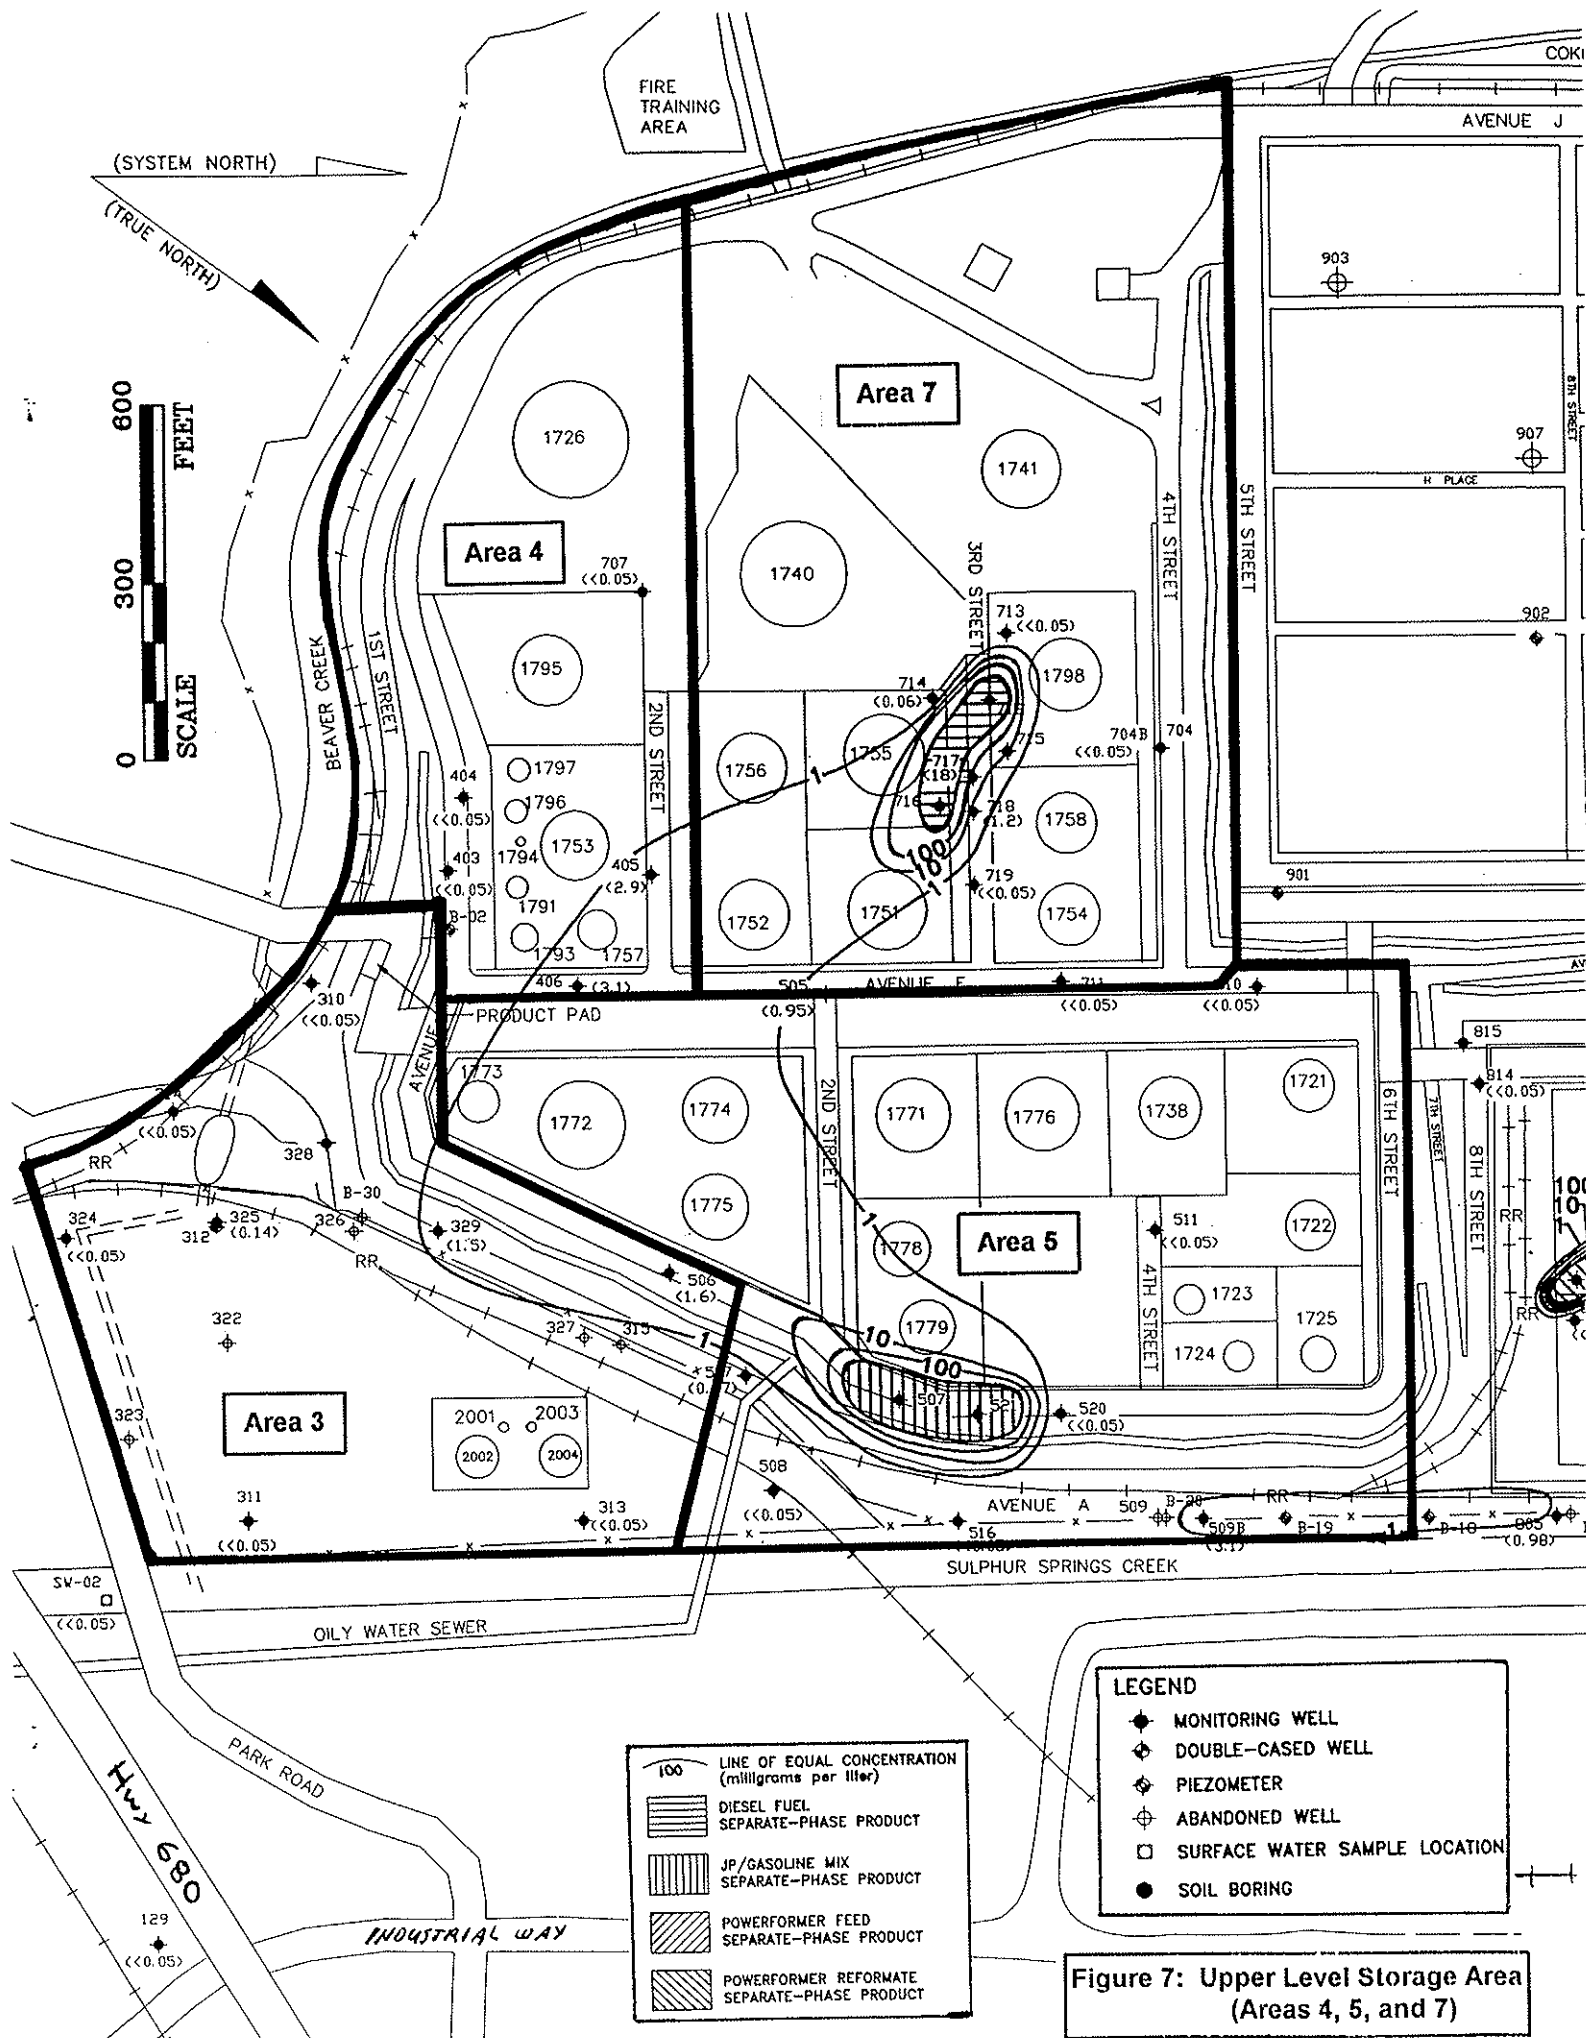 FIRE
TRAINING
AREA
COK
AVENUE J
(SYSTEM NORTH)
(TRUE NORTH)
903
907
8TH STREET
H PLACE
902
901
600
300
0
FEET
SCALE
Area 7
1726
1741
Area 4
707
(<0.05)
1740
3RD STREET
4TH STREET
5TH STREET
713
(<0.05)
BEAVER CREEK
1ST STREET
1795
714
(0.06)
1798
2ND STREET
715
704B
(<0.05)
704
1756
1755
1
717
(18)
716
718
(1.2)
1758
404
(<0.05)
1797
1796
1794
1753
403
(<0.05)
405
(2.9)
100
10
1
719
(<0.05)
1791
1752
1751
1754
B-02
1793
1757
406
(3.1)
505
(0.95)
AVENUE F
711
(<0.05)
(<0.05)
310
(<0.05)
PRODUCT PAD
AVENUE
815
814
(<0.05)
1773
1772
1774
1775
2ND STREET
1771
1776
1738
1721
6TH STREET
7TH STREET
8TH STREET
(<0.05)
328
RR
B-30
324
(<0.05)
325
(0.14)
312
326
329
(1.5)
RR
506
(1.6)
1
1778
Area 5
511
(<0.05)
1722
4TH STREET
1723
1724
1725
RR
RR
100
10
1
322
327
315
1
1779
10
100
507
520
(<0.05)
323
Area 3
2001
2003
2002
2004
311
(<0.05)
313
(<0.05)
508
(<0.05)
516
AVENUE A
509
B-20
RR
509B
(3.1)
B-19
1
B-18
805
(0.98)
SULPHUR SPRINGS CREEK
SW-02
(<0.05)
OILY WATER SEWER
PARK ROAD
Hwy 680
129
(<0.05)
INDUSTRIAL WAY
100
LINE OF EQUAL CONCENTRATION
(milligrams per liter)
DIESEL FUEL
SEPARATE-PHASE PRODUCT
JP/GASOLINE MIX
SEPARATE-PHASE PRODUCT
POWERFORMER FEED
SEPARATE-PHASE PRODUCT
POWERFORMER REFORMATE
SEPARATE-PHASE PRODUCT
LEGEND
MONITORING WELL
DOUBLE-CASED WELL
PIEZOMETER
ABANDONED WELL
SURFACE WATER SAMPLE LOCATION
SOIL BORING
Figure 7: Upper Level Storage Area
(Areas 4, 5, and 7)